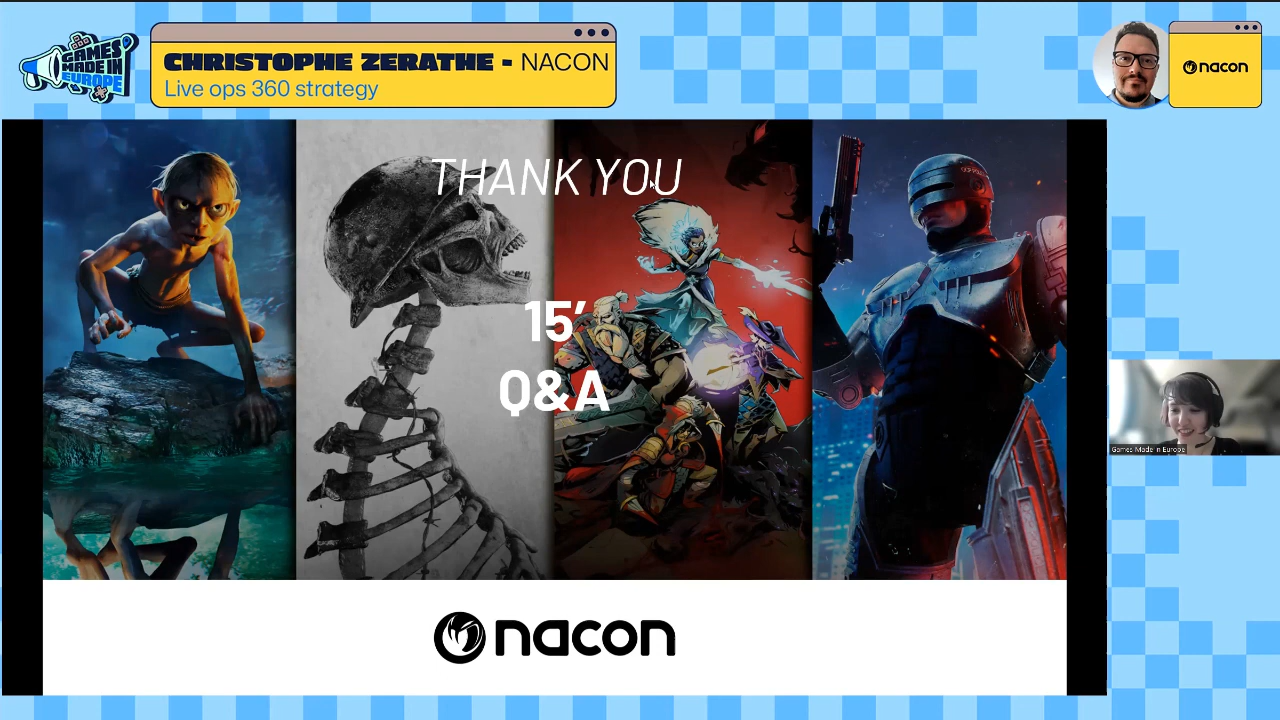 GAMES
MADE IN
EUROPE
CHRISTOPHE ZERATHE - NACON
Live ops 360 strategy
nacon
THANK YOU
15’
Q&A
Games Made in Europe
nacon